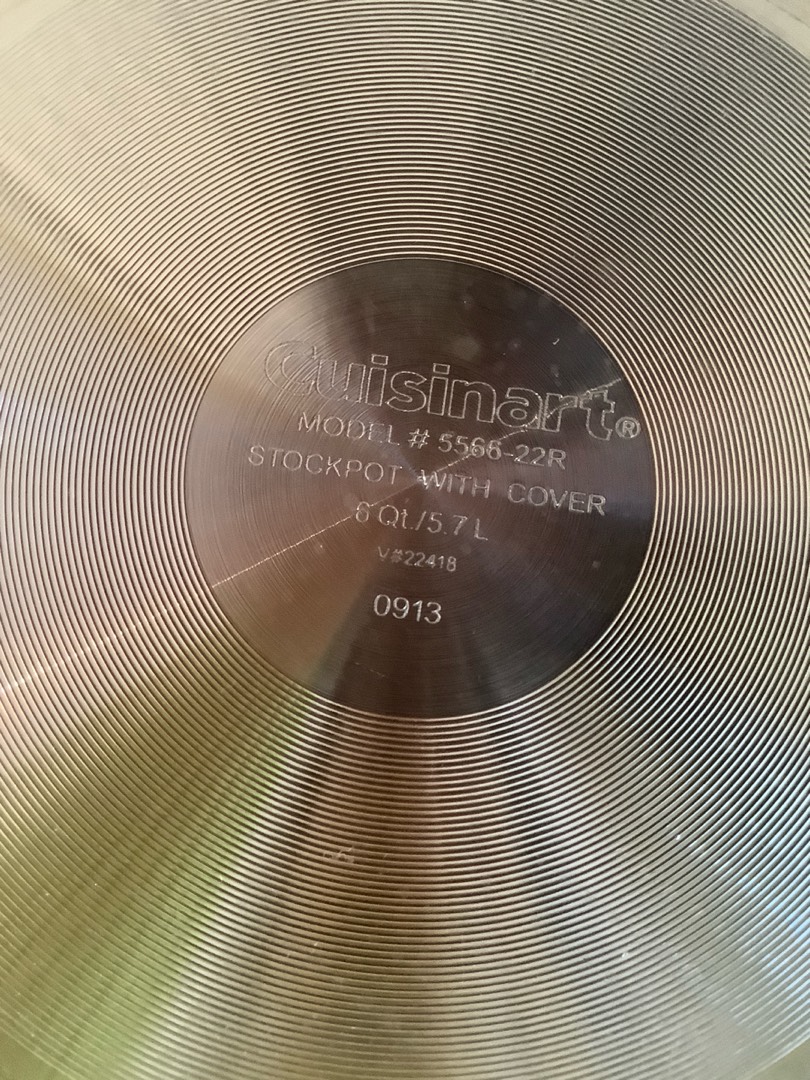 Cuisinart®
MODEL # 5566-22R
STOCKPOT WITH COVER
6 Qt./5.7 L
V#22418
0913